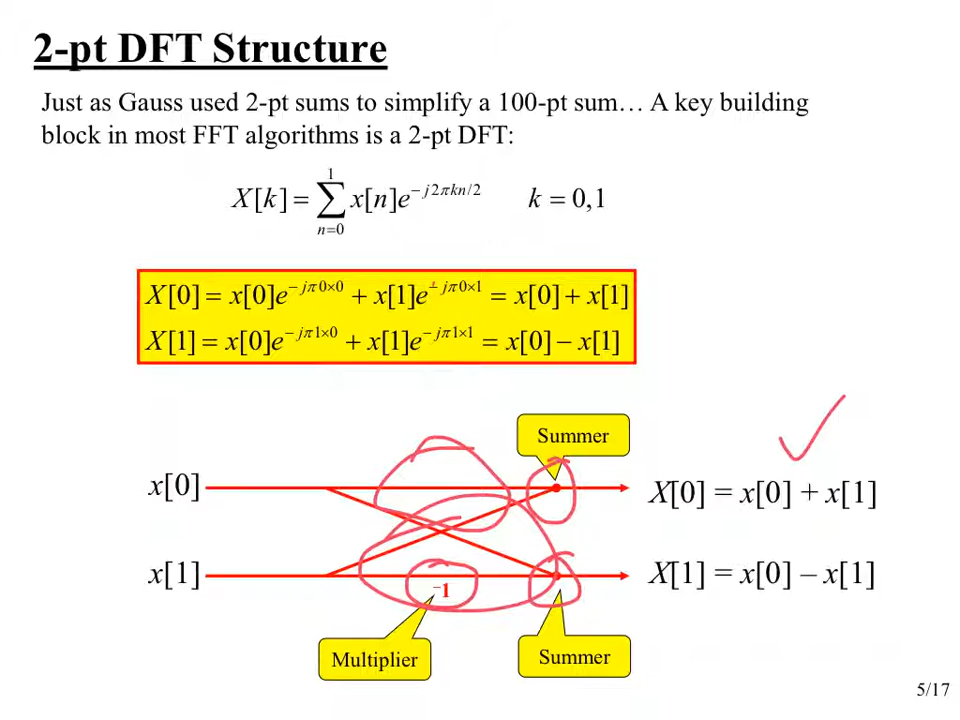 2-pt DFT Structure
Just as Gauss used 2-pt sums to simplify a 100-pt sum… A key building
block in most FFT algorithms is a 2-pt DFT:
X[k] = ∑_{n=0}^{1} x[n]e^{−j2πkn/2}   k = 0,1
X[0] = x[0]e^{−jπ0×0} + x[1]e^{−jπ0×1} = x[0] + x[1]
X[1] = x[0]e^{−jπ1×0} + x[1]e^{−jπ1×1} = x[0] − x[1]
Summer
x[0]
X[0] = x[0] + x[1]
x[1]
X[1] = x[0] – x[1]
−1
Multiplier
Summer
5/17